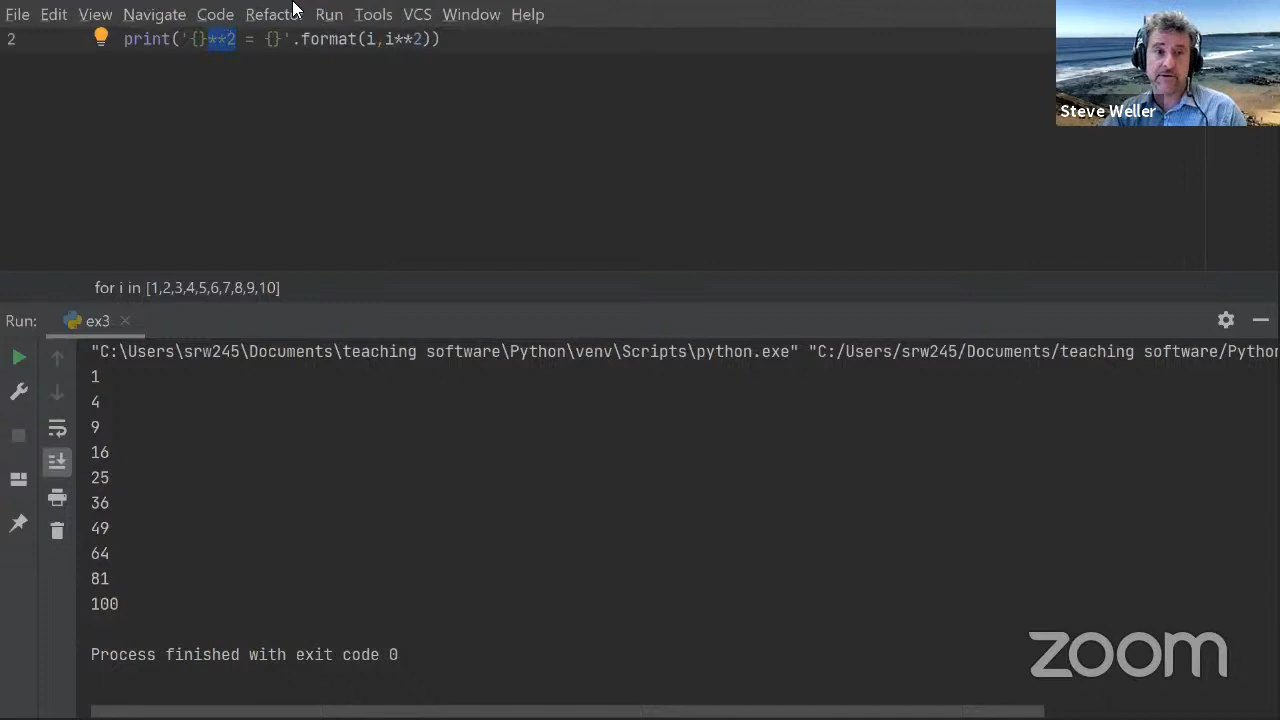 File Edit View Navigate Code Refactor Run Tools VCS Window Help
2 print('{}**2 = {}'.format(i,i**2))
Steve Weller
for i in [1,2,3,4,5,6,7,8,9,10]
Run: ex3
"C:\Users\srw245\Documents\teaching software\Python\venv\Scripts\python.exe" "C:/Users/srw245/Documents/teaching software/Python
1
4
9
16
25
36
49
64
81
100
Process finished with exit code 0
zoom